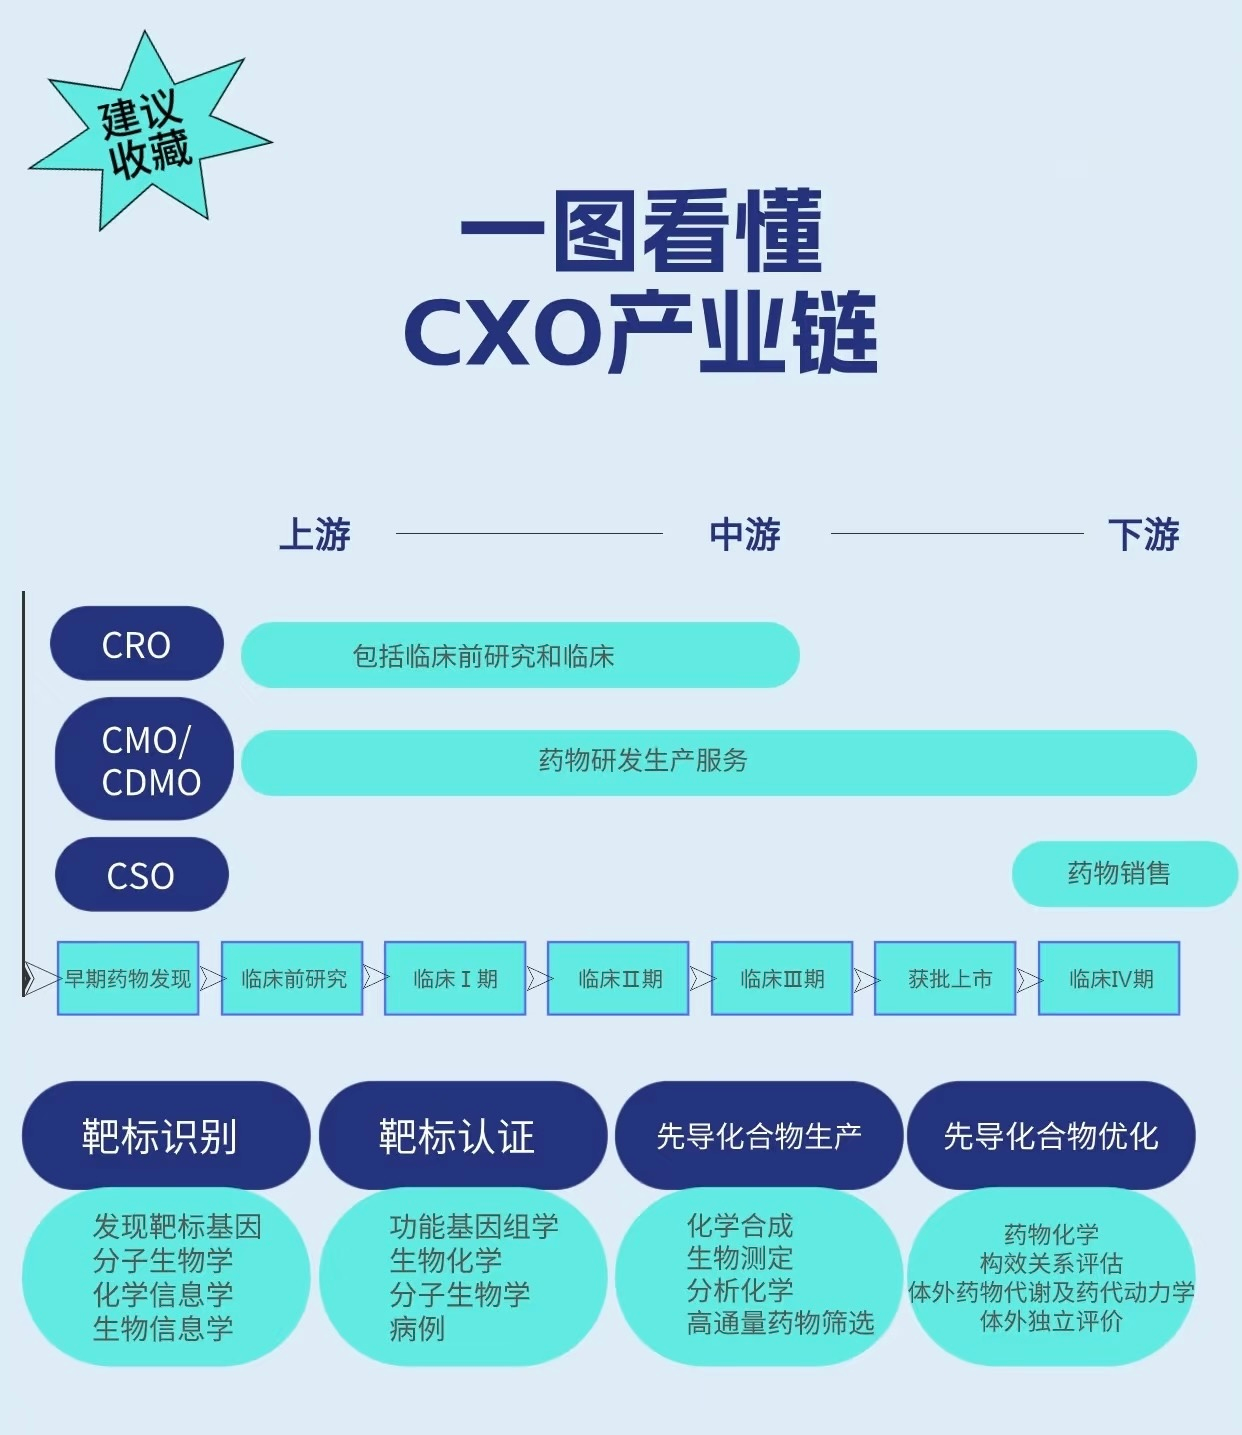 建议
收藏
一图看懂
CXO产业链
上游
中游
下游
CRO
包括临床前研究和临床
CMO/
CDMO
药物研发生产服务
CSO
药物销售
早期药物发现
临床前研究
临床Ⅰ期
临床Ⅱ期
临床Ⅲ期
获批上市
临床Ⅳ期
靶标识别
靶标认证
先导化合物生产
先导化合物优化
发现靶标基因
分子生物学
化学信息学
生物信息学
功能基因组学
生物化学
分子生物学
病例
化学合成
生物测定
分析化学
高通量药物筛选
药物化学
构效关系评估
体外药物代谢及药代动力学
体外独立评价